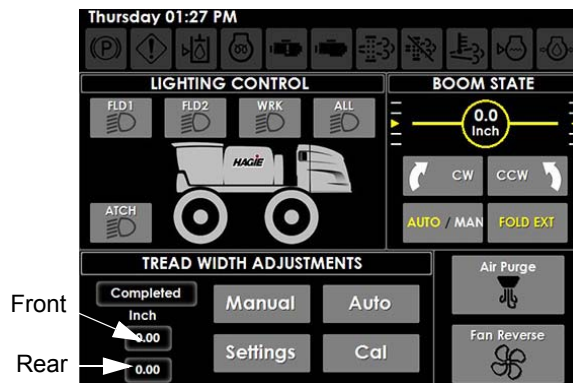 Thursday 01:27 PM
LIGHTING CONTROL
FLD1 FLD2 WRK ALL
HAGIE
ATCH
BOOM STATE
0.0
Inch
CW CCW
AUTO / MAN FOLD EXT
TREAD WIDTH ADJUSTMENTS
Completed
Inch
0.00
0.00
Manual Auto
Settings Cal
Air Purge
Fan Reverse
Front
Rear